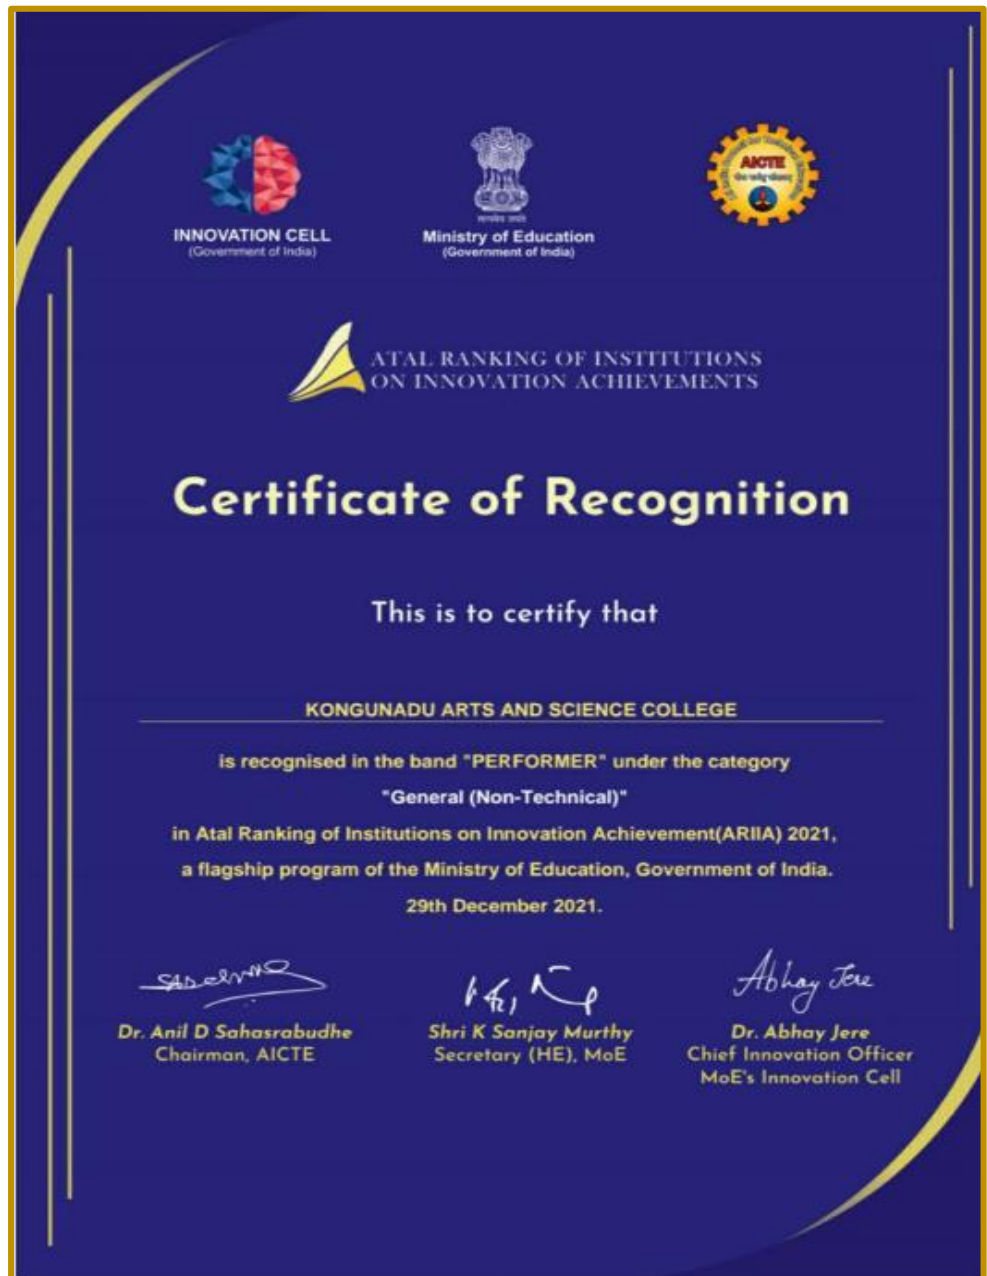 INNOVATION CELL
(Government of India)
सत्यमेव जयते
Ministry of Education
(Government of India)
AICTE
ATAL RANKING OF INSTITUTIONS
ON INNOVATION ACHIEVEMENTS
Certificate of Recognition
This is to certify that
KONGUNADU ARTS AND SCIENCE COLLEGE
is recognised in the band "PERFORMER" under the category
"General (Non-Technical)"
in Atal Ranking of Institutions on Innovation Achievement(ARIIA) 2021,
a flagship program of the Ministry of Education, Government of India.
29th December 2021.
Abhay Jere
Dr. Anil D Sahasrabudhe
Chairman, AICTE
Shri K Sanjay Murthy
Secretary (HE), MoE
Dr. Abhay Jere
Chief Innovation Officer
MoE's Innovation Cell